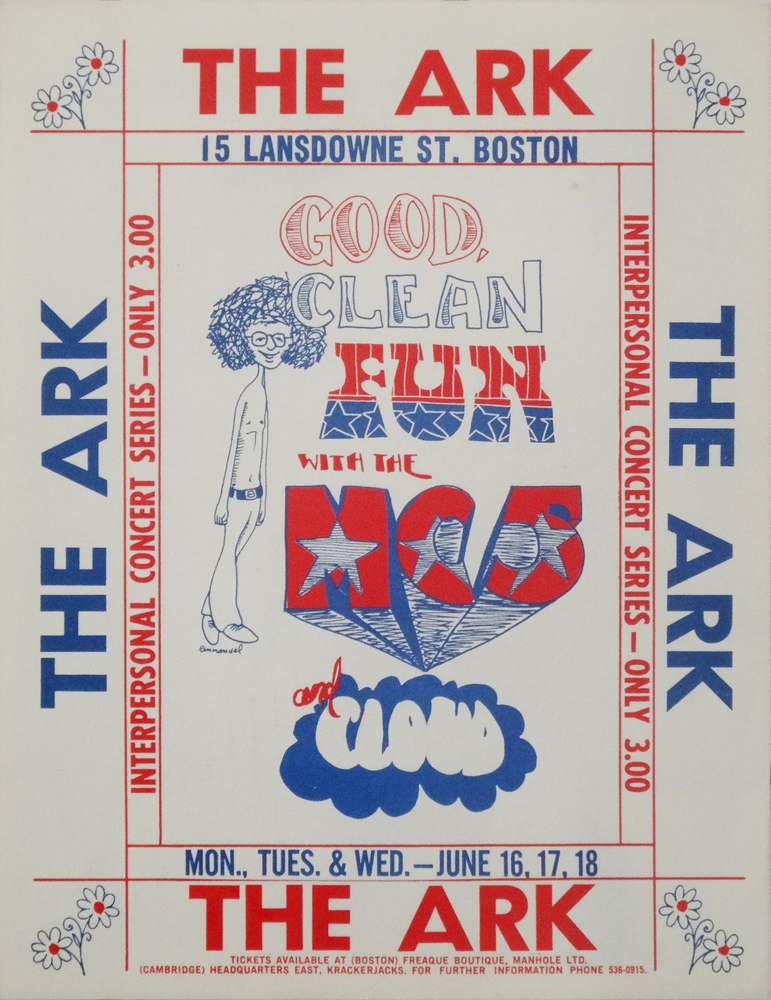 THE ARK
15 LANSDOWNE ST. BOSTON
THE ARK
INTERPERSONAL CONCERT SERIES — ONLY 3.00
GOOD,
CLEAN
FUN
WITH THE
MC5
and
CLOUD
Emmanuel
INTERPERSONAL CONCERT SERIES — ONLY 3.00
THE ARK
MON., TUES. & WED. — JUNE 16, 17, 18
THE ARK
TICKETS AVAILABLE AT (BOSTON) FREAQUE BOUTIQUE, MANHOLE LTD.
(CAMBRIDGE) HEADQUARTERS EAST, KRACKERJACKS. FOR FURTHER INFORMATION PHONE 536-0915.